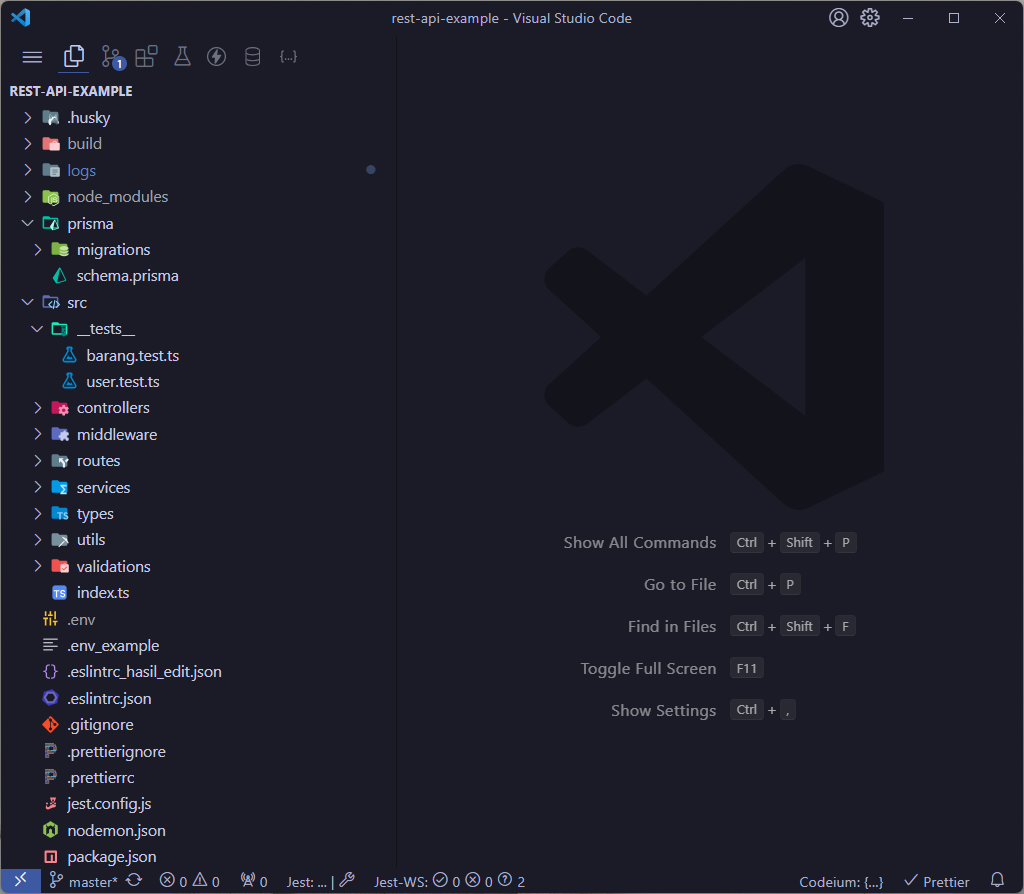 rest-api-example - Visual Studio Code
1
{...}
REST-API-EXAMPLE
.husky
build
logs
node_modules
prisma
migrations
schema.prisma
src
__tests__
barang.test.ts
user.test.ts
controllers
middleware
routes
services
TS types
utils
validations
TS index.ts
.env
.env_example
{} .eslintrc_hasil_edit.json
.eslintrc.json
.gitignore
.prettierignore
.prettierrc
jest.config.js
nodemon.json
package.json
Show All Commands Ctrl + Shift + P
Go to File Ctrl + P
Find in Files Ctrl + Shift + F
Toggle Full Screen F11
Show Settings Ctrl + ,
master* 0 0 0 Jest: ... | Jest-WS: 0 0 2 Codeium: {...} Prettier